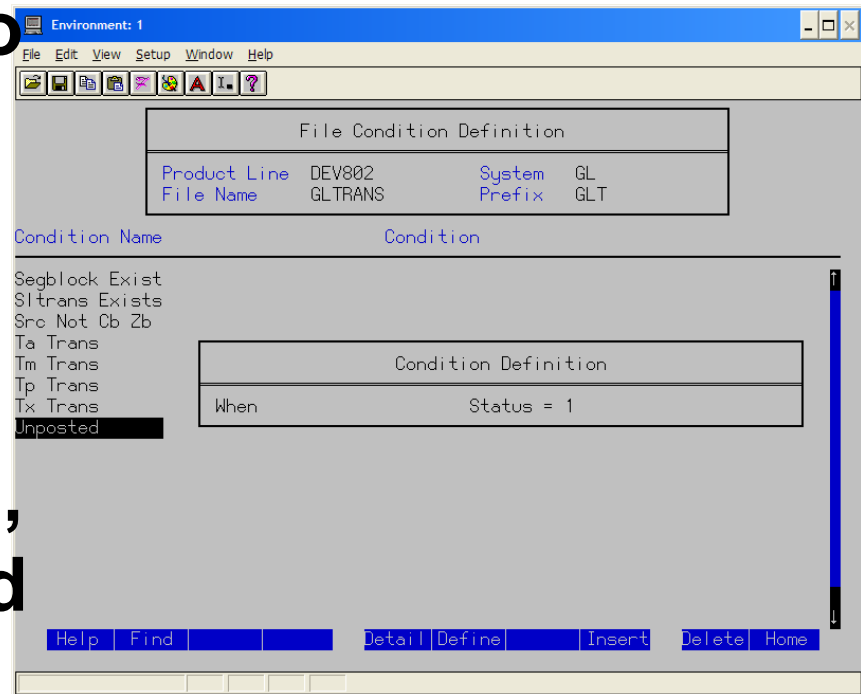 Environment: 1
File Edit View Setup Window Help
File Condition Definition
Product Line DEV802 System GL
File Name GLTRANS Prefix GLT
Condition Name Condition
Segblock Exist
Sltrans Exists
Src Not Cb Zb
Ta Trans
Tm Trans
Tp Trans
Tx Trans
Unposted
Condition Definition
When Status = 1
Help Find Detail Define Insert Delete Home